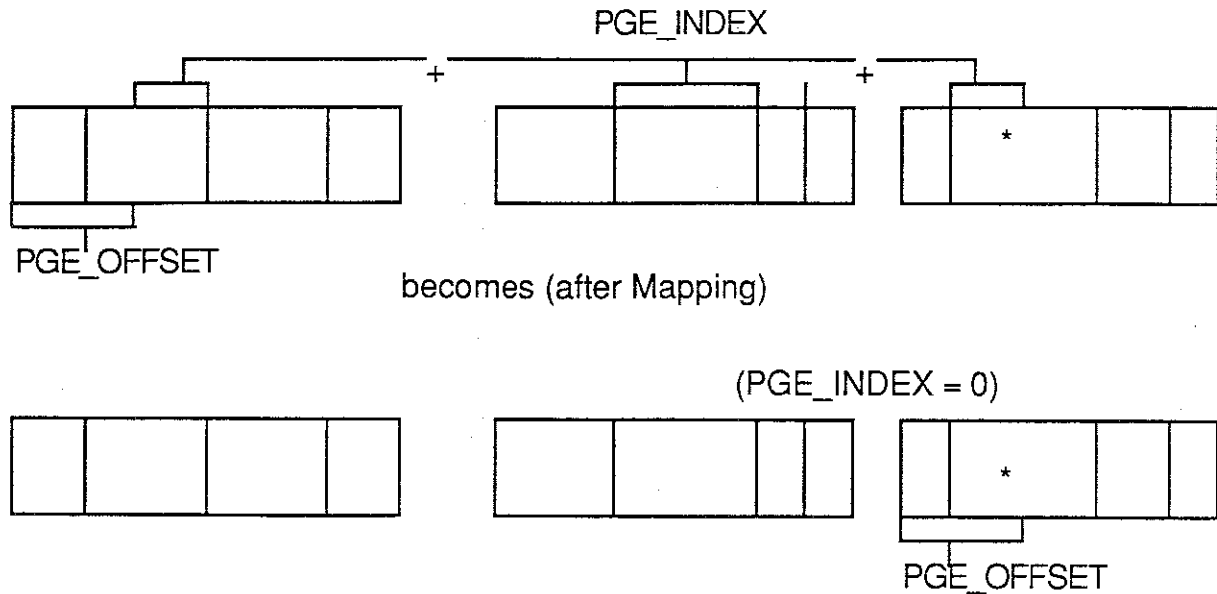 PGE_INDEX
+ +
*
PGE_OFFSET
becomes (after Mapping)
(PGE_INDEX = 0)
*
PGE_OFFSET